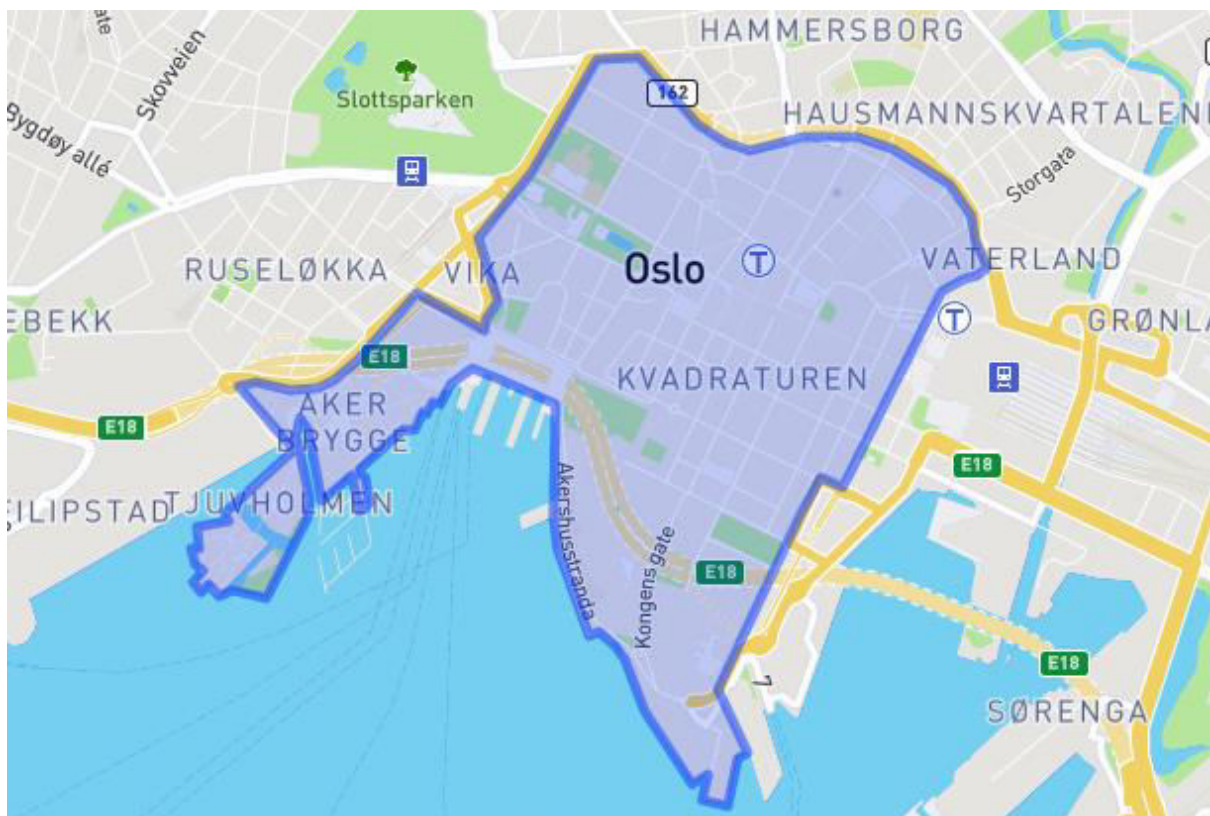 HAMMERSBORG
Skovveien
Slottsparken
162
HAUSMANNSKVARTALENE
Bygdøy allé
Storgata
RUSELØKKA
VIKA
Oslo
T
VATERLAND
EBEKK
T
GRØNLA
E18
KVADRATUREN
AKER
BRYGGE
E18
E18
FILIPSTAD
TJUVHOLMEN
Akershusstranda
Kongens gate
E18
E18
SØRENGA